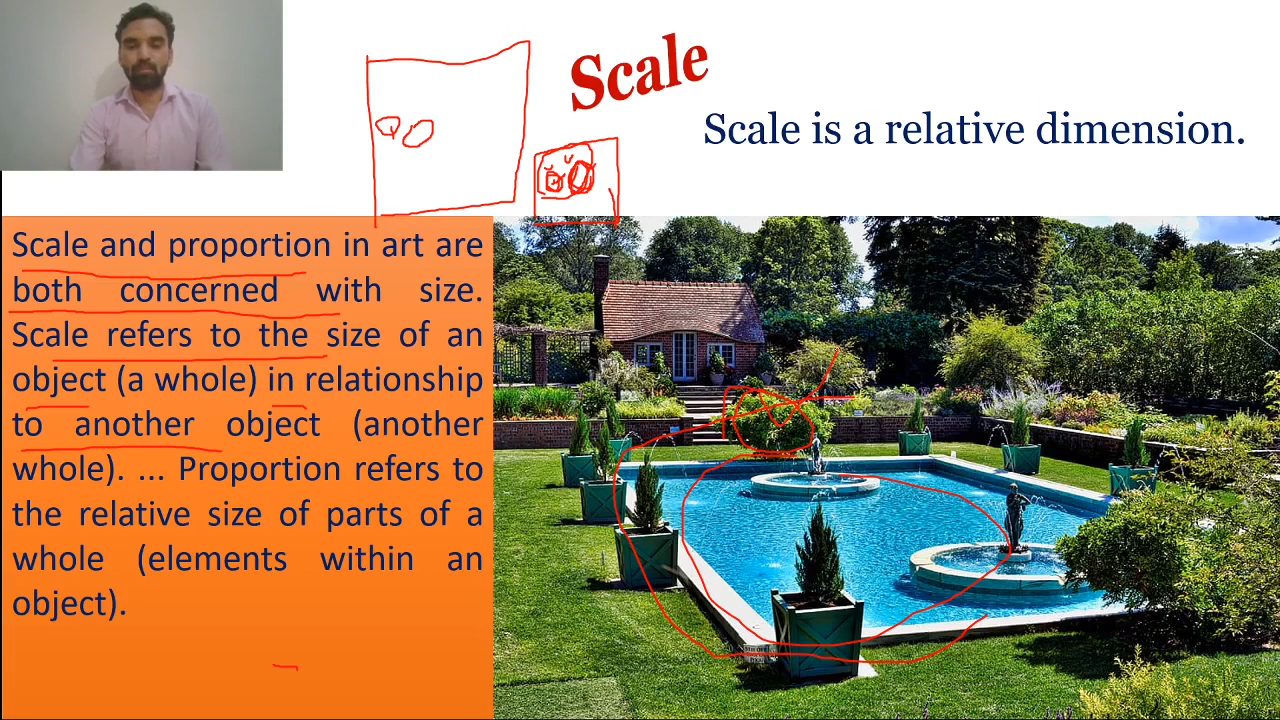 Scale
Scale is a relative dimension.
Scale and proportion in art are
both concerned with size.
Scale refers to the size of an
object (a whole) in relationship
to another object (another
whole). ... Proportion refers to
the relative size of parts of a
whole (elements within an
object).